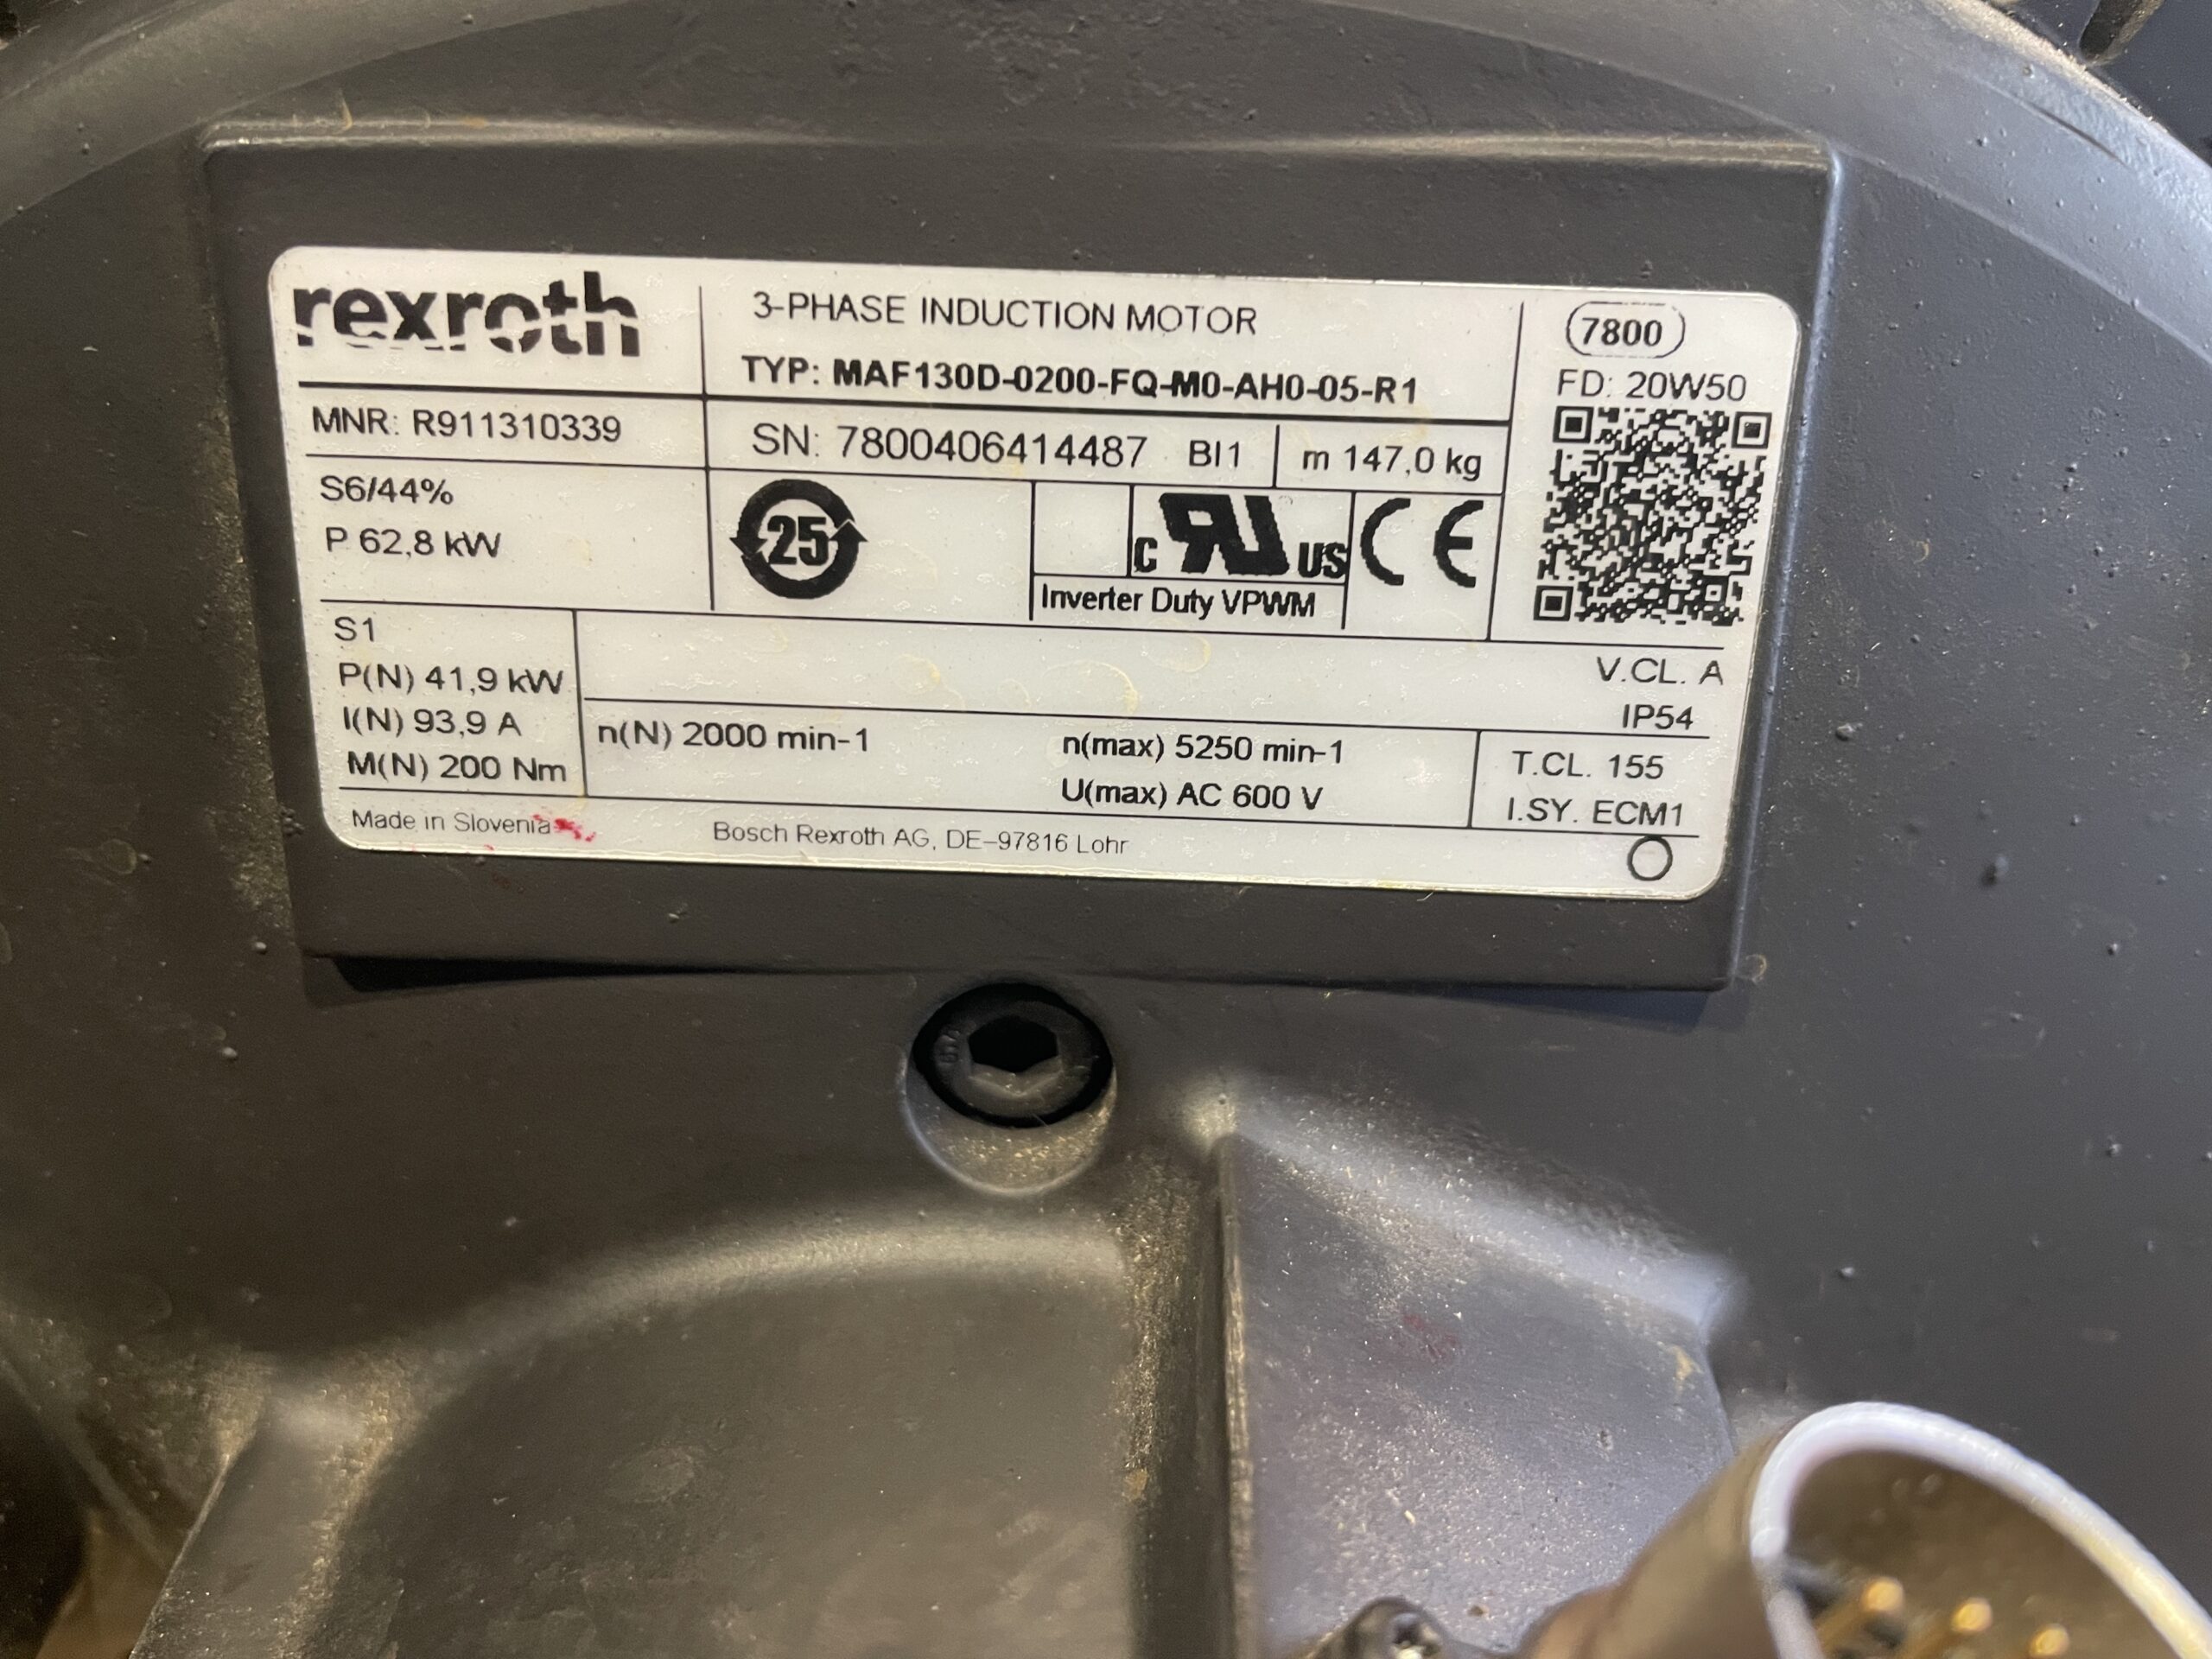 rexroth
3-PHASE INDUCTION MOTOR
TYP: MAF130D-0200-FQ-M0-AH0-05-R1
7800
FD: 20W50
MNR: R911310339
SN: 7800406414487 BI1
m 147,0 kg
S6/44%
P 62,8 kW
25
c RU US
CE
Inverter Duty VPWM
S1
P(N) 41,9 kW
I(N) 93,9 A
M(N) 200 Nm
V.CL. A
IP54
n(N) 2000 min-1
n(max) 5250 min-1
U(max) AC 600 V
T.CL. 155
I.SY. ECM1
Made in Slovenia
Bosch Rexroth AG, DE-97816 Lohr